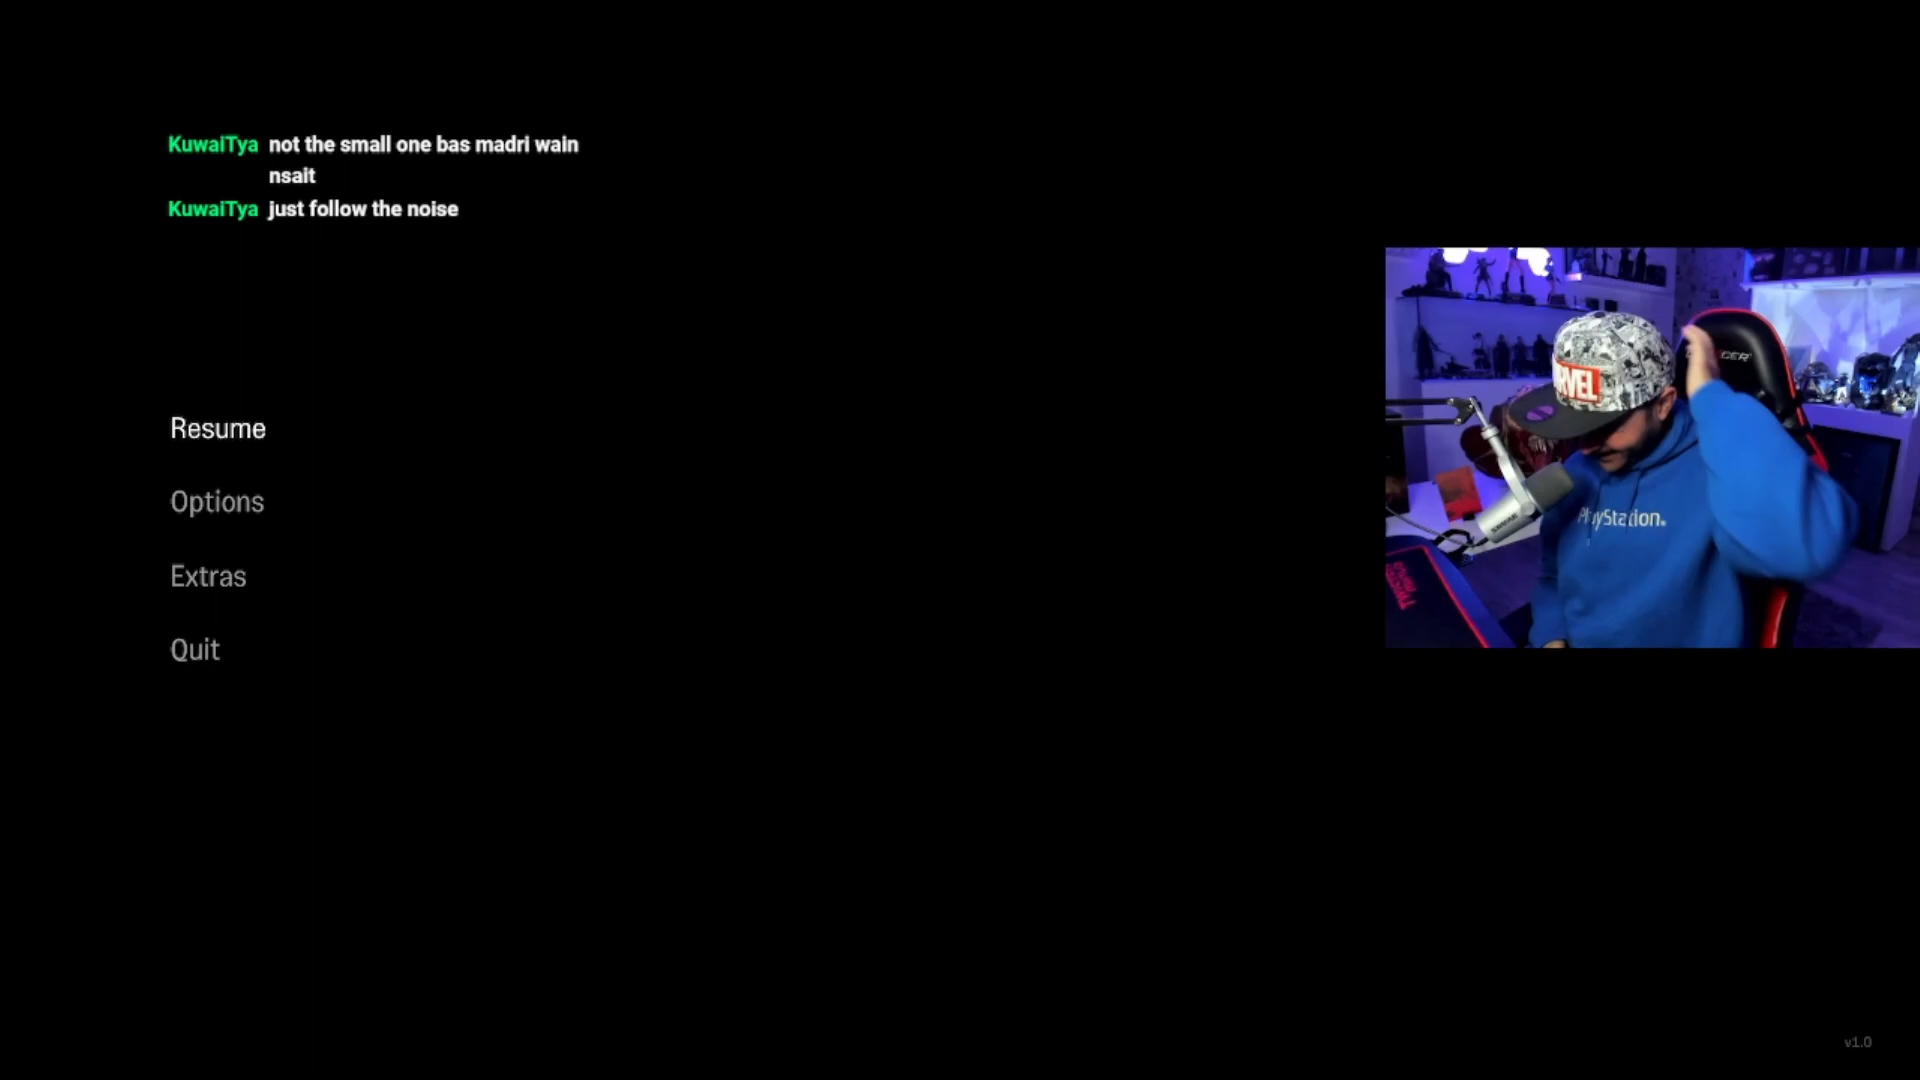 KuwaiTya not the small one bas madri wain
nsait
KuwaiTya just follow the noise
Resume
Options
Extras
Quit
PlayStation.
v1.0